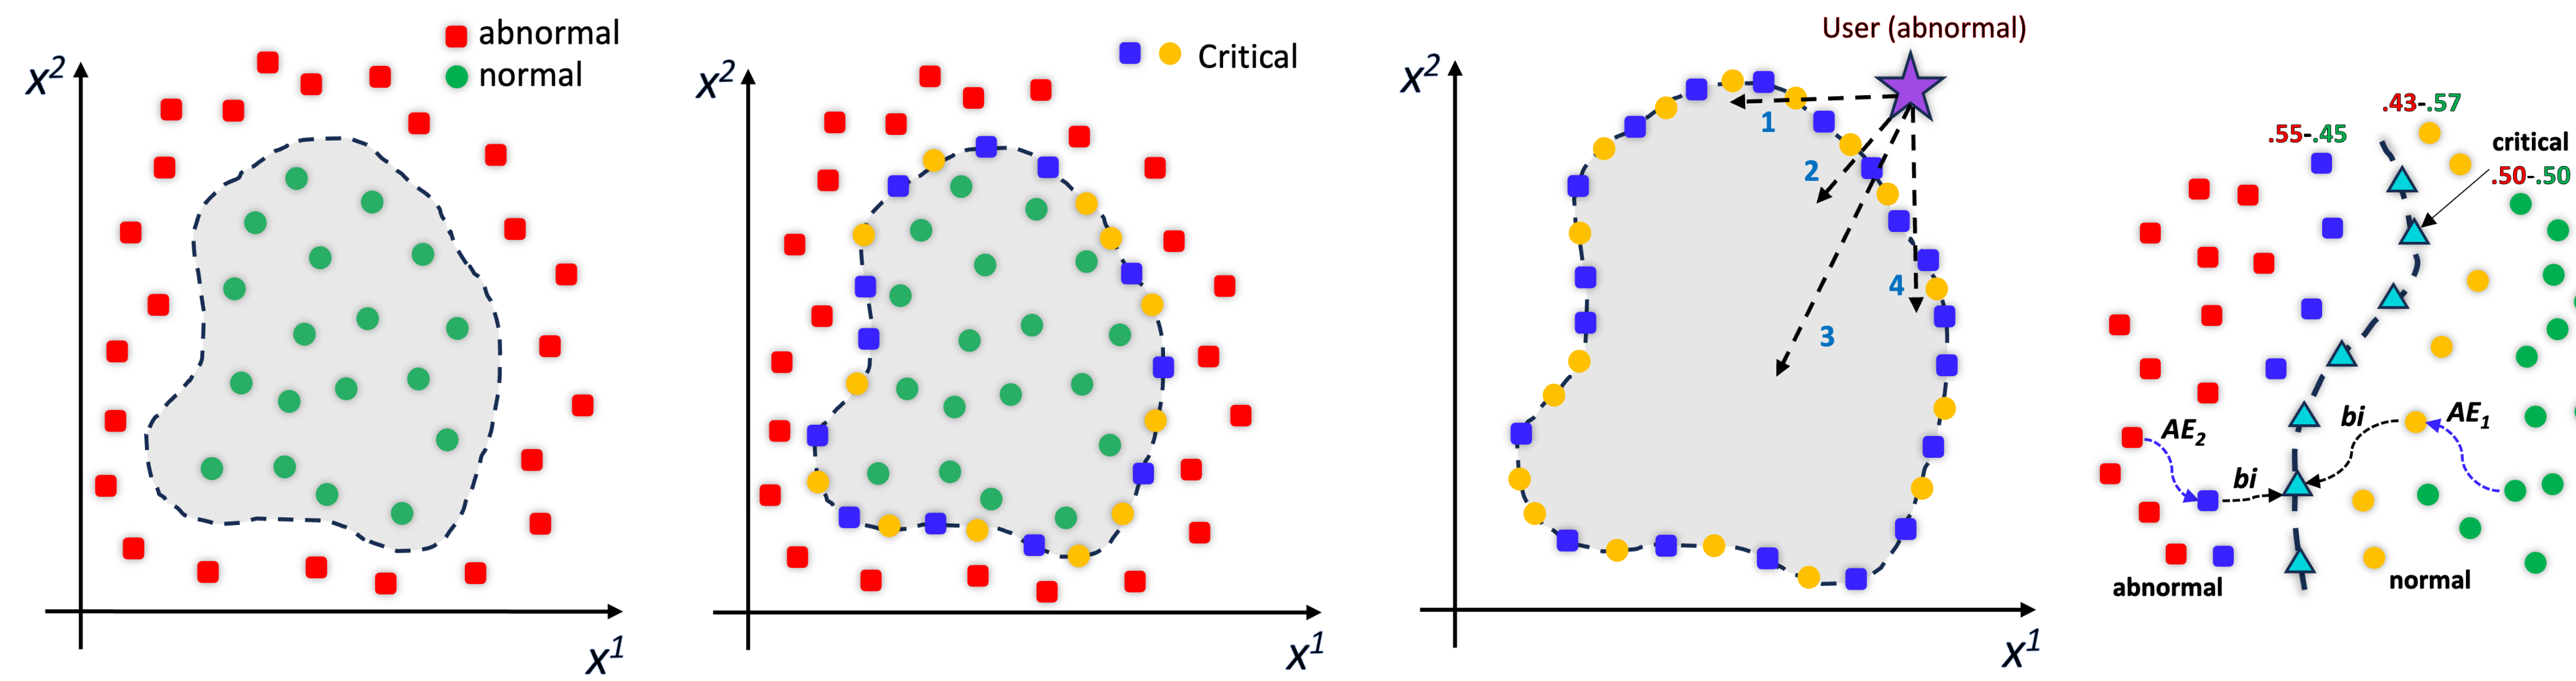 abnormal
normal
X²
X¹
Critical
X²
X¹
User (abnormal)
X²
1
2
3
4
X¹
.43-.57
.55-.45
critical
.50-.50
AE₂
bi
bi
AE₁
abnormal
normal